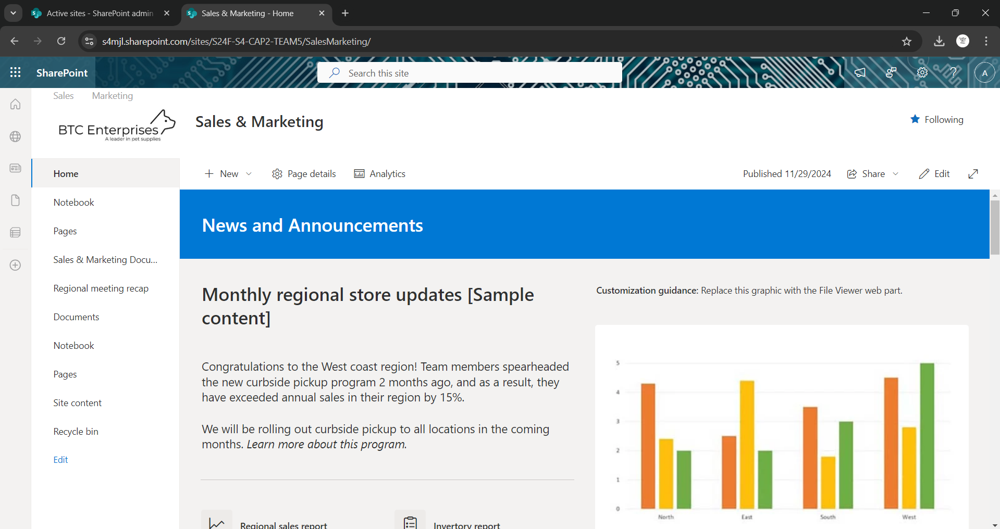 Active sites - SharePoint admin
Sales & Marketing - Home
s4mjl.sharepoint.com/sites/S24F-S4-CAP2-TEAM5/SalesMarketing/
SharePoint
Search this site
A
Sales Marketing
BTC Enterprises
A leader in pet supplies
Sales & Marketing
Following
Home
Notebook
Pages
Sales & Marketing Docu...
Regional meeting recap
Documents
Notebook
Pages
Site content
Recycle bin
Edit
New
Page details
Analytics
Published 11/29/2024
Share
Edit
News and Announcements
Monthly regional store updates [Sample
content]
Congratulations to the West coast region! Team members spearheaded
the new curbside pickup program 2 months ago, and as a result, they
have exceeded annual sales in their region by 15%.
We will be rolling out curbside pickup to all locations in the coming
months. Learn more about this program.
Regional sales report
Invertory report
Customization guidance: Replace this graphic with the File Viewer web part.
5
4
3
2
1
0
North East South West